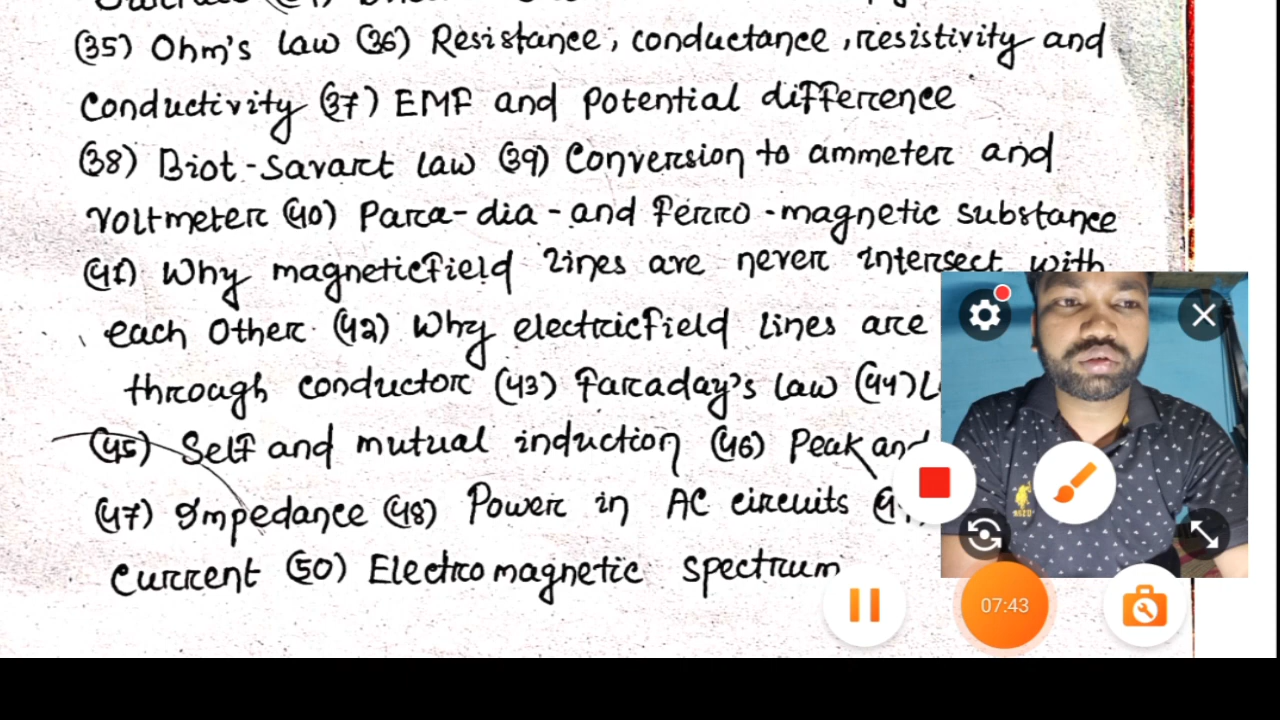 (35) Ohm's law (36) Resistance, conductance, resistivity and
conductivity (37) EMF and potential difference
(38) Biot-Savart law (39) Conversion to ammeter and
voltmeter (40) Para-dia-and ferro-magnetic substance
(41) Why magneticfield lines are never intersect with
each other. (42) Why electricfield lines are
through conductor (43) Faraday's law (44)
(45) Self and mutual induction (46) Peak and
(47) Impedance (48) Power in AC circuits
current (50) Electromagnetic spectrum
07:43